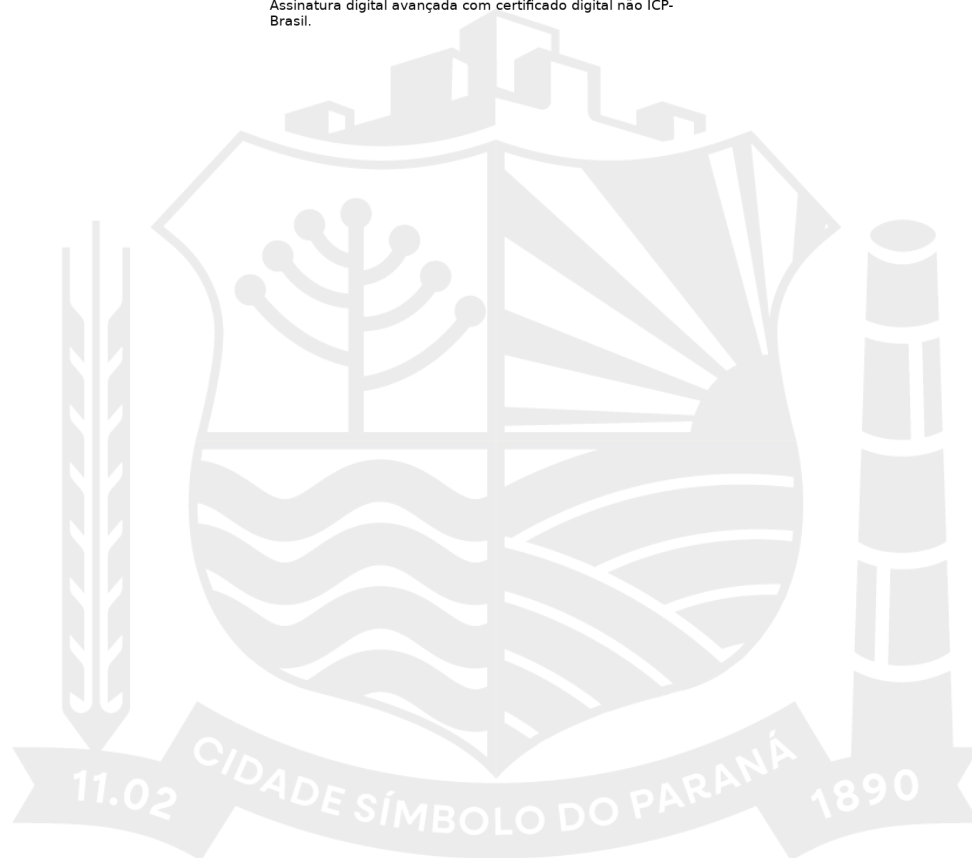 Assinatura digital avançada com certificado digital não ICP-
Brasil.
11.02
CIDADE SÍMBOLO DO PARANÁ
1890